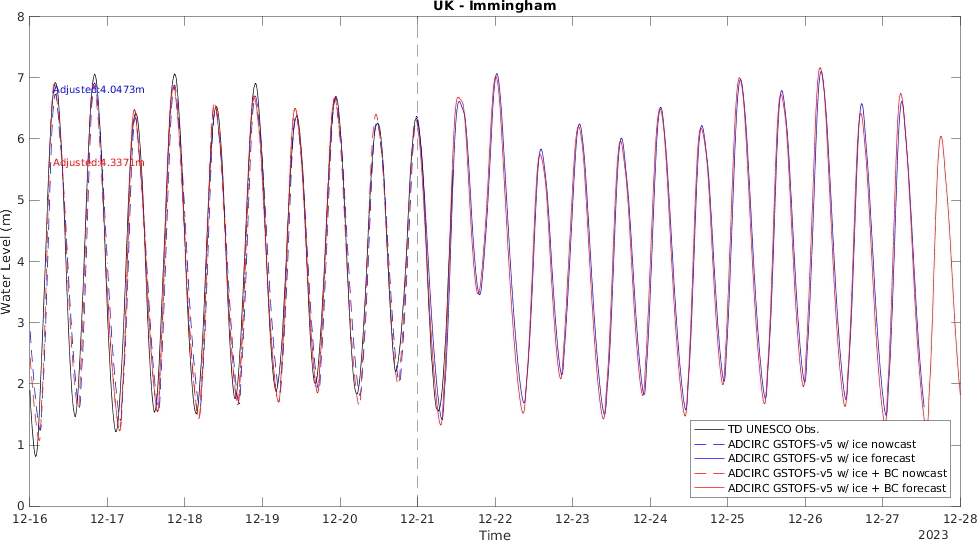 UK - Immingham
8
7
6
5
4
3
2
1
0
Water Level (m)
Adjusted:4.0473m
Adjusted:4.3371m
TD UNESCO Obs.
ADCIRC GSTOFS-v5 w/ ice nowcast
ADCIRC GSTOFS-v5 w/ ice forecast
ADCIRC GSTOFS-v5 w/ ice + BC nowcast
ADCIRC GSTOFS-v5 w/ ice + BC forecast
12-16 12-17 12-18 12-19 12-20 12-21 12-22 12-23 12-24 12-25 12-26 12-27 12-28
Time
2023